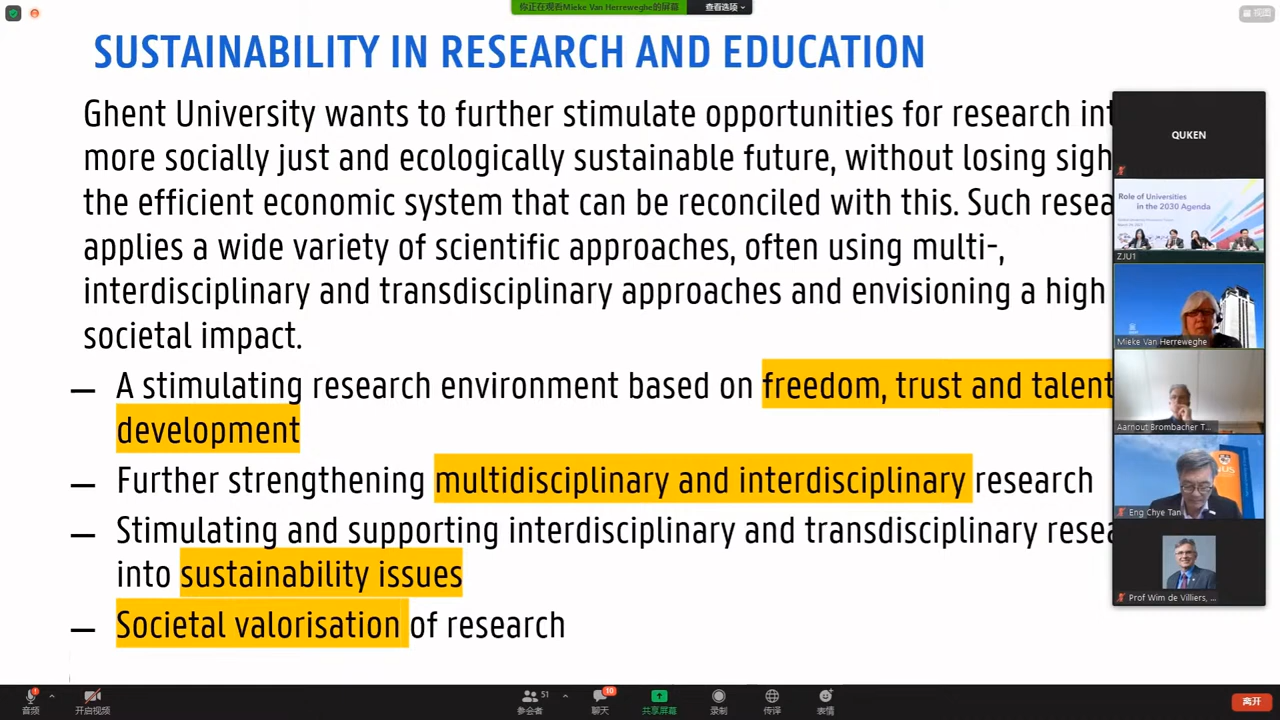 你正在观看Mieke Van Herreweghe的屏幕
查看选项
视图
SUSTAINABILITY IN RESEARCH AND EDUCATION
Ghent University wants to further stimulate opportunities for research int
more socially just and ecologically sustainable future, without losing sigh
the efficient economic system that can be reconciled with this. Such resea
applies a wide variety of scientific approaches, often using multi-,
interdisciplinary and transdisciplinary approaches and envisioning a high
societal impact.
— A stimulating research environment based on freedom, trust and talent
development
— Further strengthening multidisciplinary and interdisciplinary research
— Stimulating and supporting interdisciplinary and transdisciplinary resea
into sustainability issues
— Societal valorisation of research
QUKEN
Role of Universities
in the 2030 Agenda
ZJU1
Mieke Van Herreweghe
Aarnout Brombacher T...
NUS
Eng Chye Tan
Prof Wim de Villiers, ...
音频
开启视频
51
参会者
10
聊天
共享屏幕
录制
传译
表情
离开